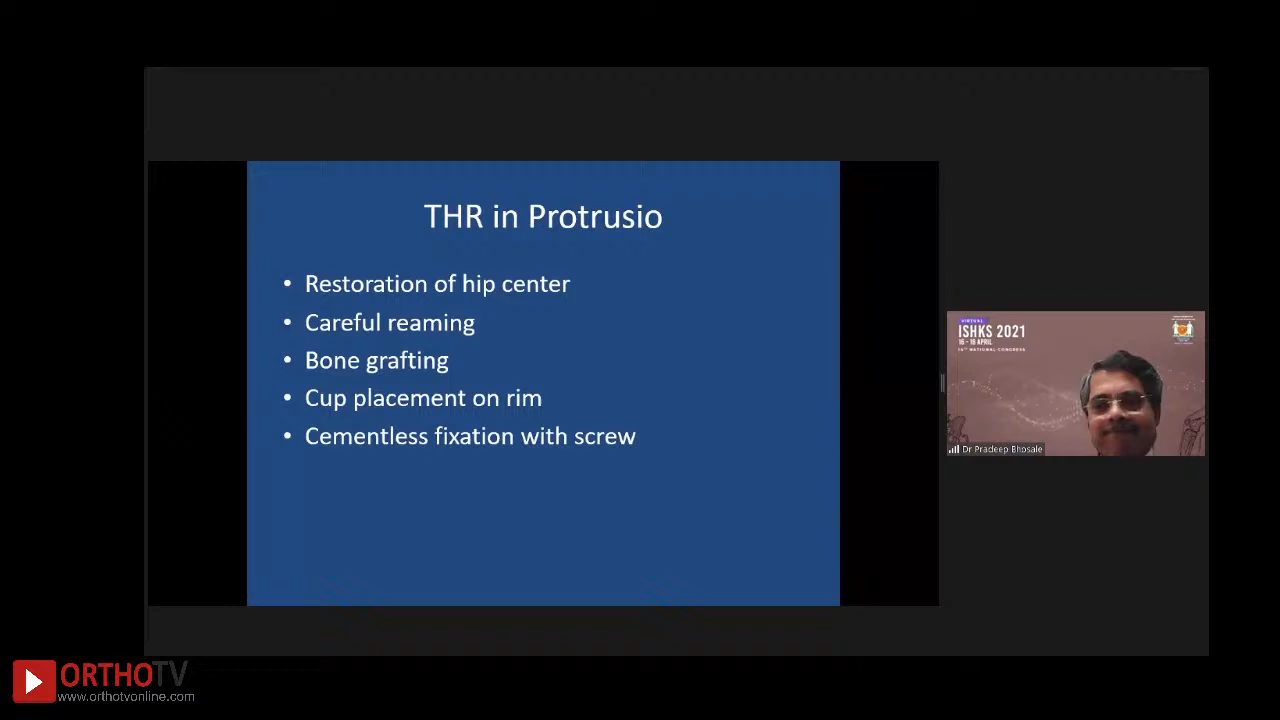 THR in Protrusio
• Restoration of hip center
• Careful reaming
• Bone grafting
• Cup placement on rim
• Cementless fixation with screw
VIRTUAL
ISHKS 2021
16 - 18 APRIL
Dr Pradeep Bhosale
ORTHOTV
www.orthotvonline.com